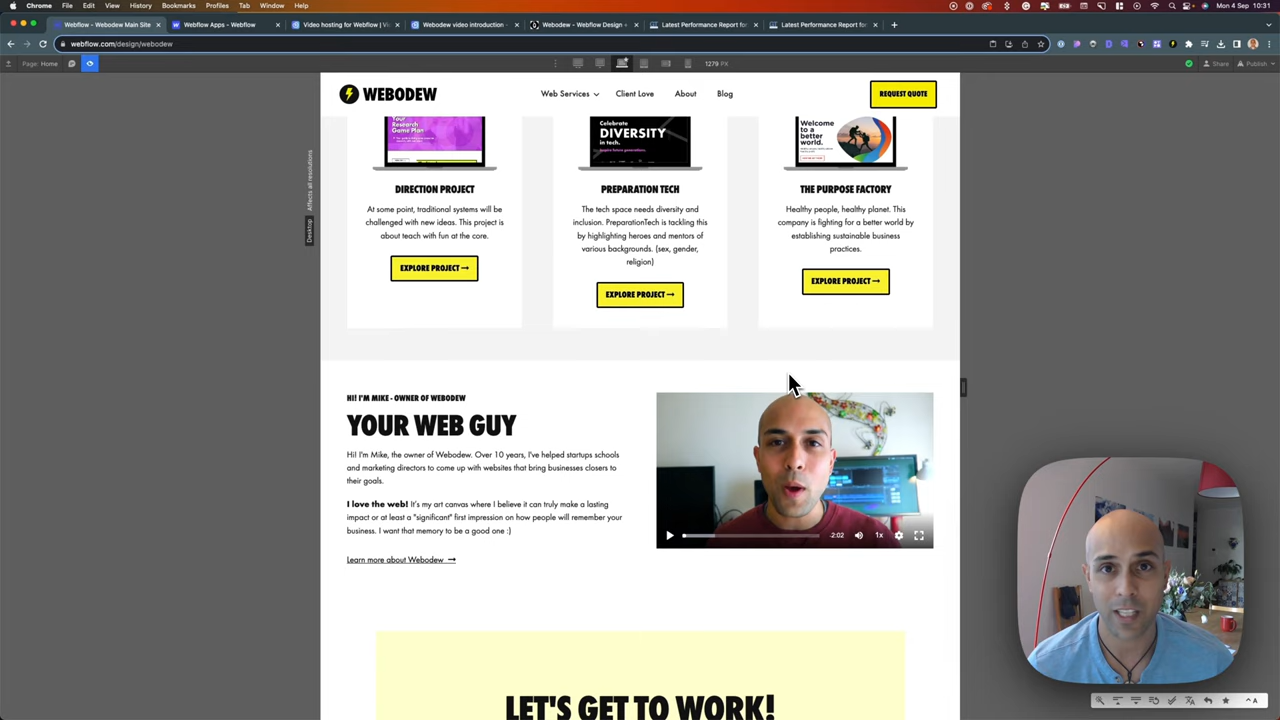 Chrome File Edit View History Bookmarks Profiles Tab Window Help
Mon 4 Sep 10:31
Webflow - Webodew Main Site
Webflow Apps - Webflow
Video hosting for Webflow | Vi
Webodew video introduction -
Webodew - Webflow Design +
Latest Performance Report for
Latest Performance Report for
webflow.com/design/webodew
Page: Home
1279 PX
Share
Publish
WEBODEW
Web Services
Client Love
About
Blog
REQUEST QUOTE
Your
Research
Game Plan
Celebrate
DIVERSITY
in tech.
Welcome
to a
better
world.
Desktop
Affects all resolutions
DIRECTION PROJECT
At some point, traditional systems will be
challenged with new ideas. This project is
about teach with fun at the core.
EXPLORE PROJECT →
PREPARATION TECH
The tech space needs diversity and
inclusion. PreparationTech is tackling this
by highlighting heroes and mentors of
various backgrounds. (sex, gender,
religion)
EXPLORE PROJECT →
THE PURPOSE FACTORY
Healthy people, healthy planet. This
company is fighting for a better world by
establishing sustainable business
practices.
EXPLORE PROJECT →
HI! I'M MIKE - OWNER OF WEBODEW
YOUR WEB GUY
Hi! I'm Mike, the owner of Webodew. Over 10 years, I've helped startups schools
and marketing directors to come up with websites that bring businesses closers to
their goals.
I love the web! It's my art canvas where I believe it can truly make a lasting
impact or at least a "significant" first impression on how people will remember your
business. I want that memory to be a good one :)
Learn more about Webodew →
-2:02
1x
LET'S GET TO WORK!
A